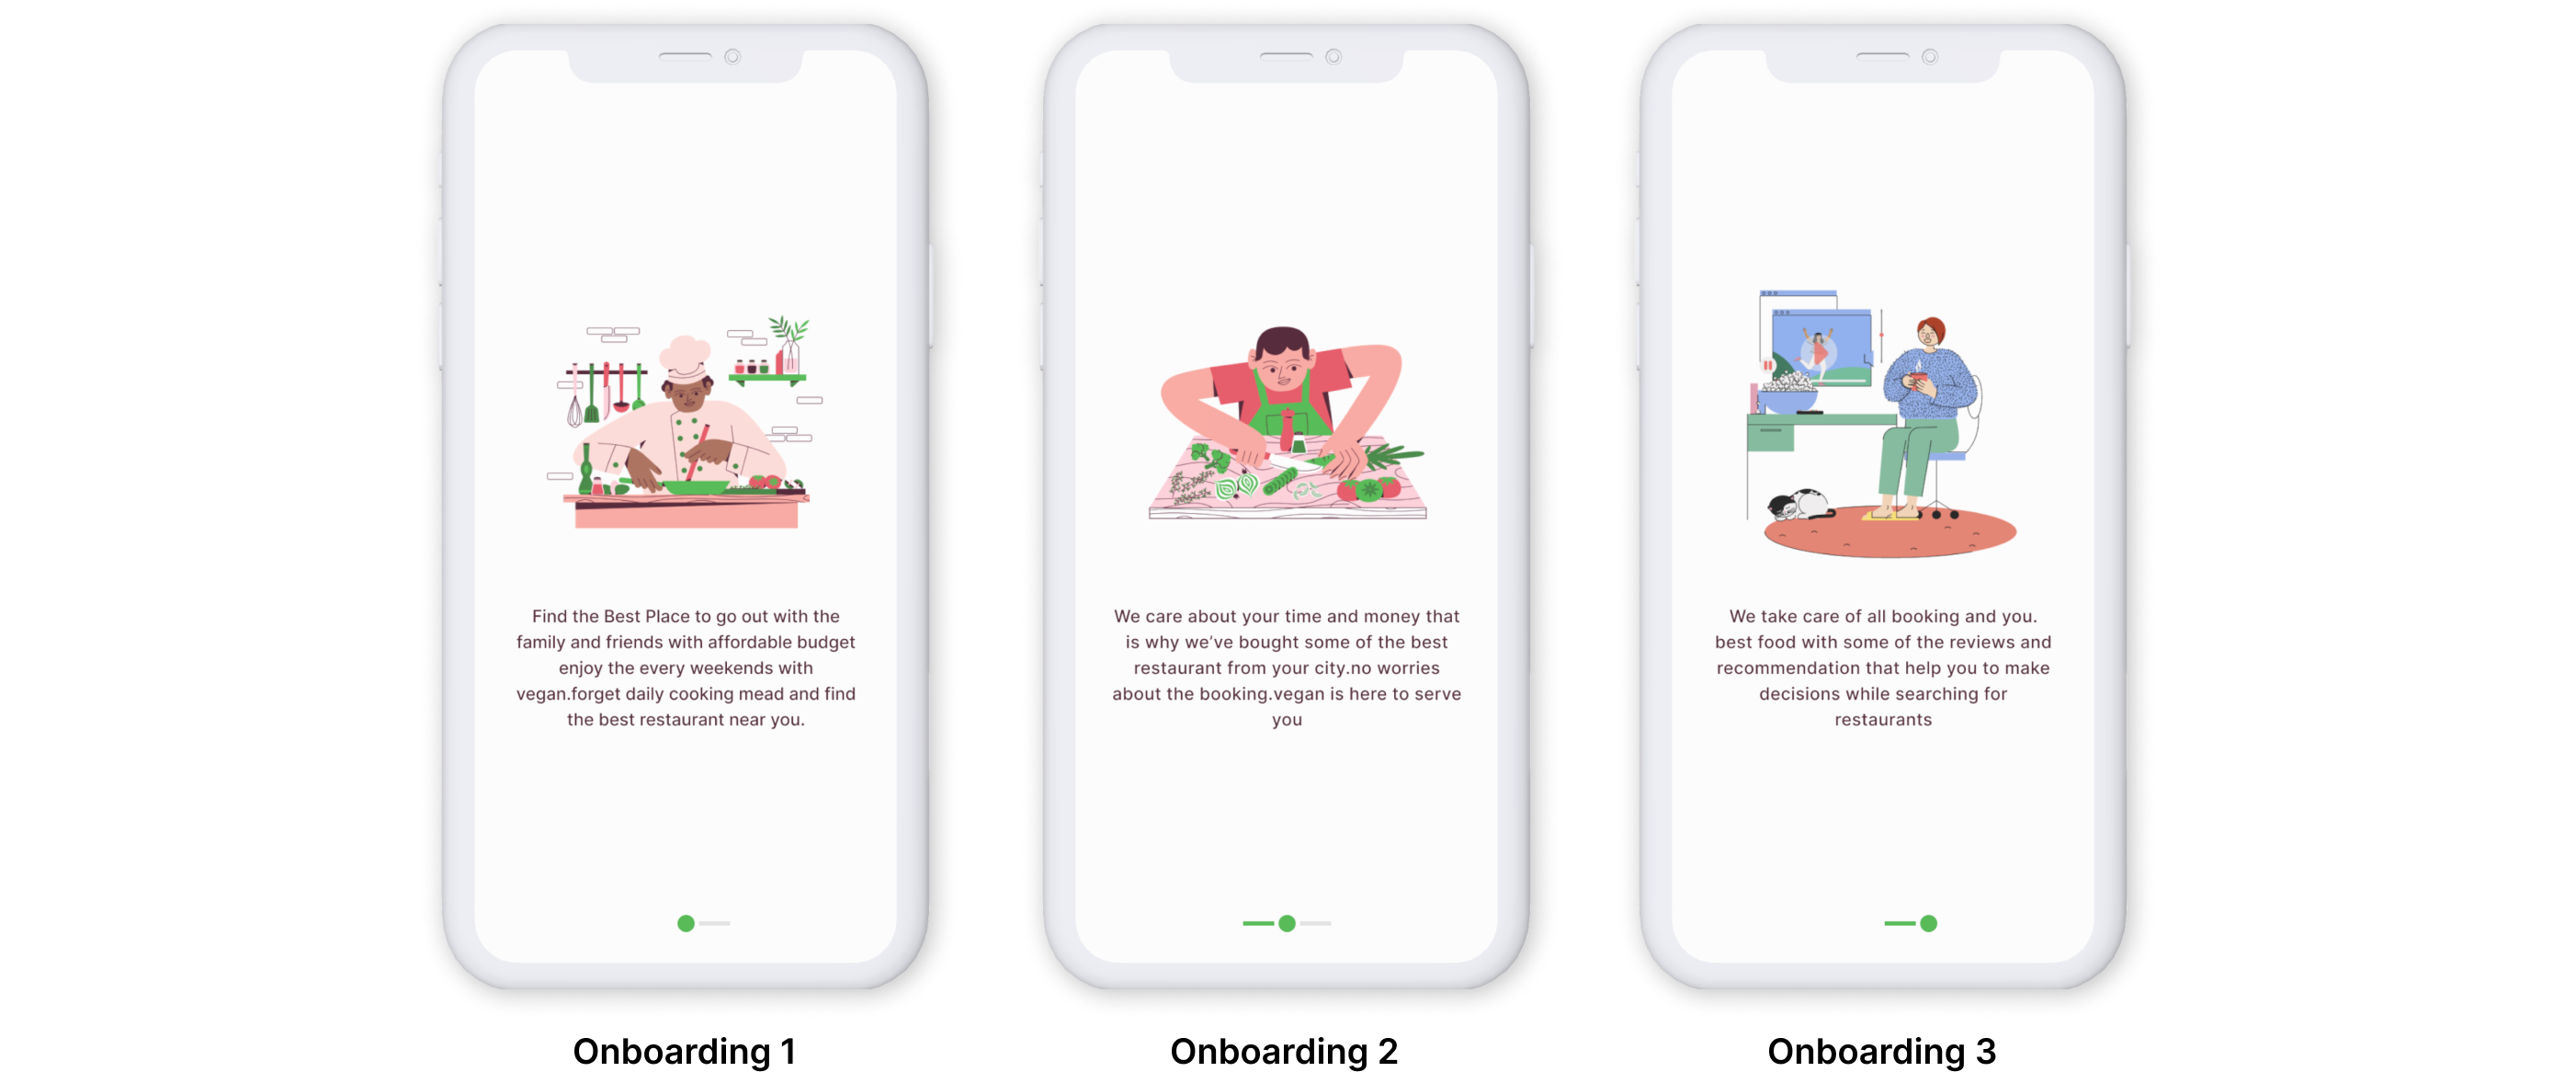 Find the Best Place to go out with the
family and friends with affordable budget
enjoy the every weekends with
vegan.forget daily cooking mead and find
the best restaurant near you.
Onboarding 1
We care about your time and money that
is why we’ve bought some of the best
restaurant from your city.no worries
about the booking.vegan is here to serve
you
Onboarding 2
We take care of all booking and you.
best food with some of the reviews and
recommendation that help you to make
decisions while searching for
restaurants
Onboarding 3